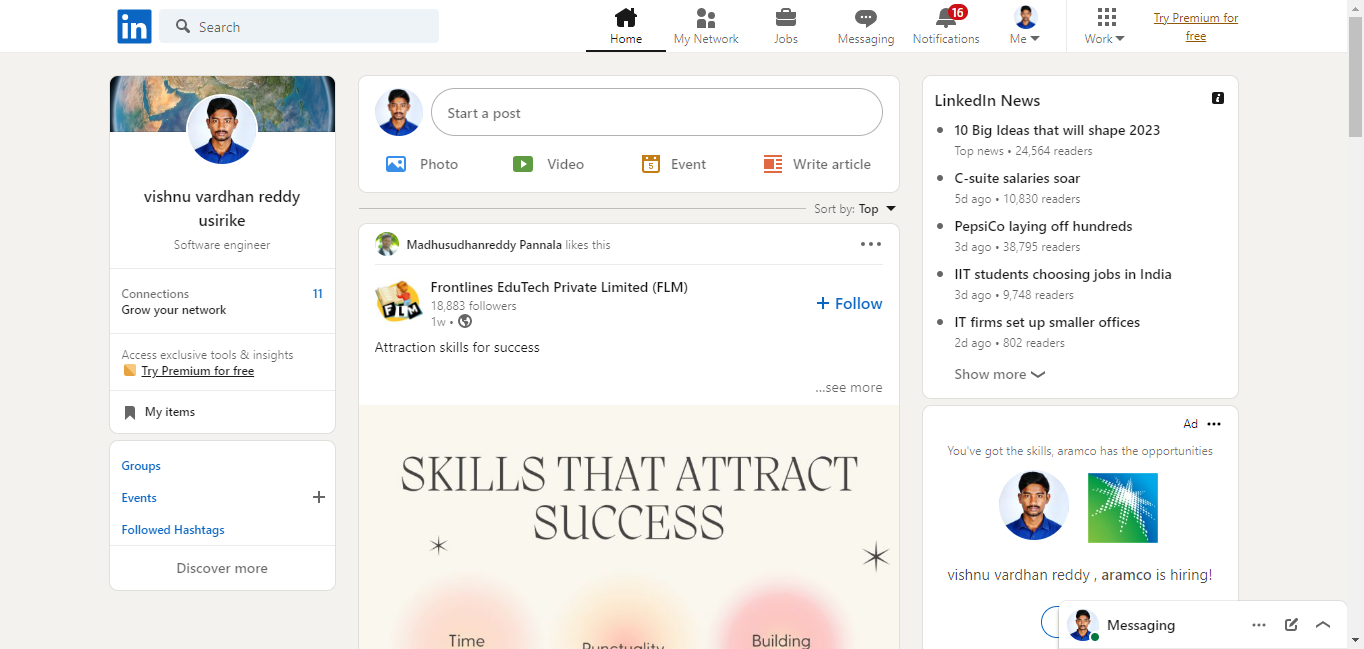 in
Search
Home
My Network
Jobs
Messaging
16
Notifications
Me
Work
Try Premium for
free
vishnu vardhan reddy
usirike
Software engineer
Connections 11
Grow your network
Access exclusive tools & insights
Try Premium for free
My items
Groups
Events
Followed Hashtags
Discover more
Start a post
Photo
Video
5
Event
Write article
Sort by: Top
Madhusudhanreddy Pannala likes this
FLM
Frontlines EduTech Private Limited (FLM)
18,883 followers
1w •
+ Follow
Attraction skills for success
...see more
SKILLS THAT ATTRACT
SUCCESS
Time
Punctuality
Building
LinkedIn News
10 Big Ideas that will shape 2023
Top news • 24,564 readers
C-suite salaries soar
5d ago • 10,830 readers
PepsiCo laying off hundreds
3d ago • 38,795 readers
IIT students choosing jobs in India
3d ago • 9,748 readers
IT firms set up smaller offices
2d ago • 802 readers
Show more
Ad
You've got the skills, aramco has the opportunities
vishnu vardhan reddy , aramco is hiring!
Messaging